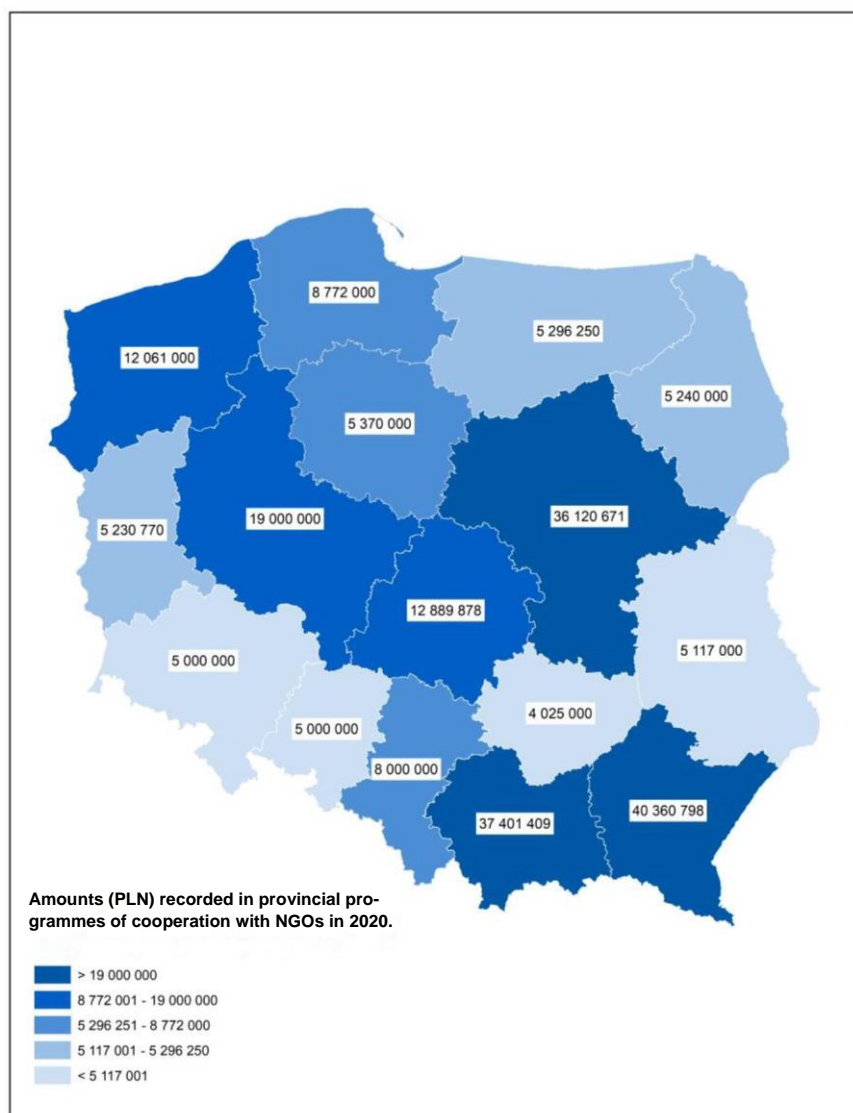 8 772 000
5 296 250
12 061 000
5 240 000
5 370 000
36 120 671
19 000 000
5 230 770
12 889 878
5 117 000
5 000 000
4 025 000
5 000 000
8 000 000
40 360 798
37 401 409
Amounts (PLN) recorded in provincial pro-
grammes of cooperation with NGOs in 2020.
> 19 000 000
8 772 001 - 19 000 000
5 296 251 - 8 772 000
5 117 001 - 5 296 250
< 5 117 001